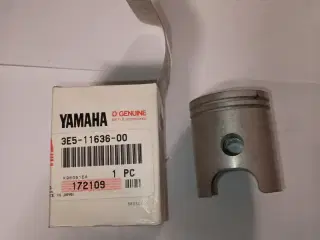 YAMAHA GENUINE
3E5-11636-00
1 PC
172109